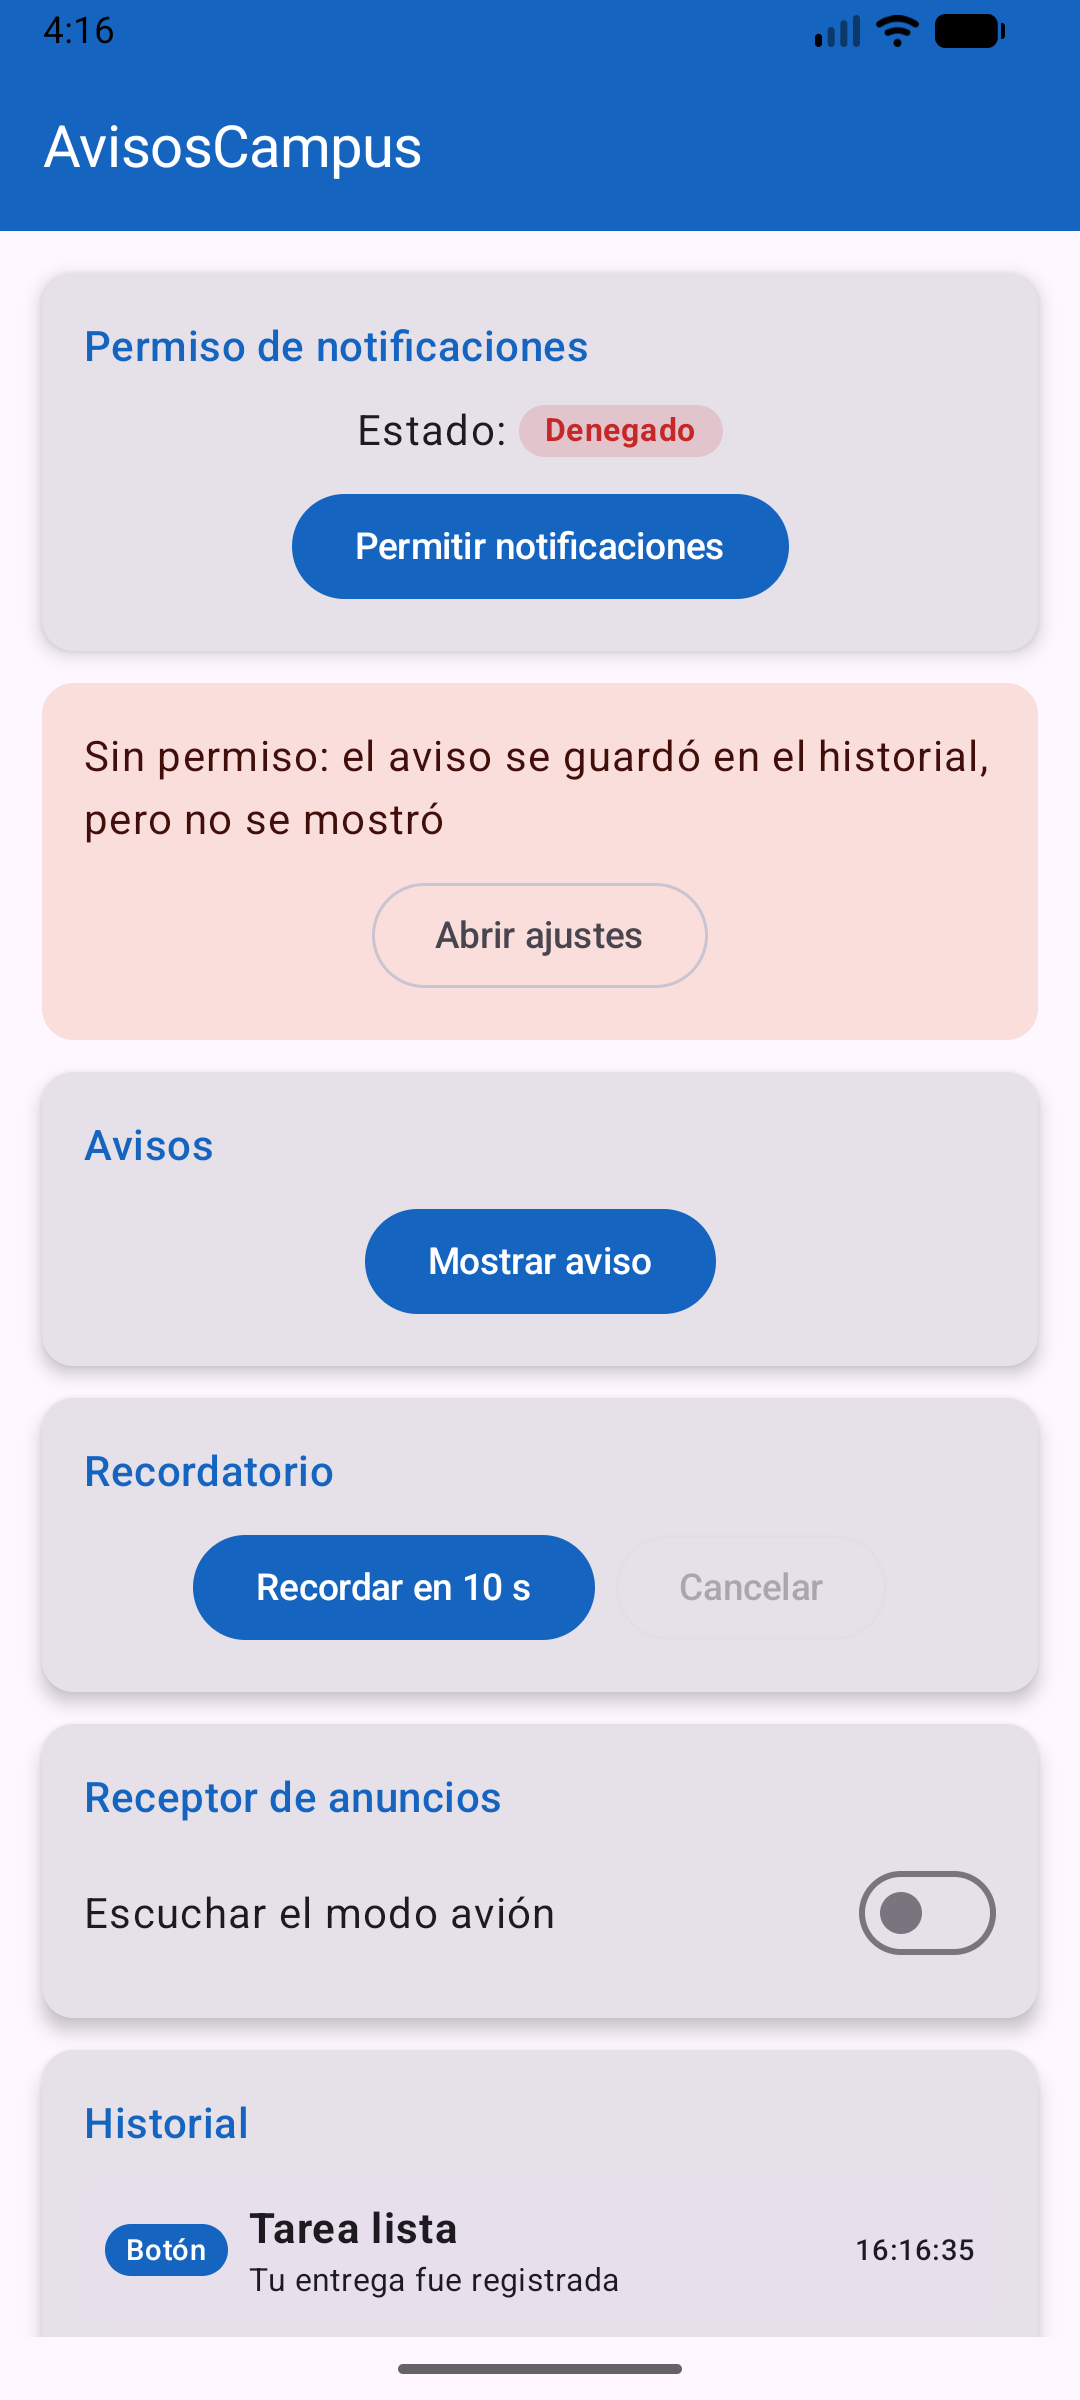 4:16
AvisosCampus
Permiso de notificaciones
Estado: Denegado
Permitir notificaciones
Sin permiso: el aviso se guardó en el historial,
pero no se mostró
Abrir ajustes
Avisos
Mostrar aviso
Recordatorio
Recordar en 10 s Cancelar
Receptor de anuncios
Escuchar el modo avión
Historial
Botón Tarea lista 16:16:35
Tu entrega fue registrada